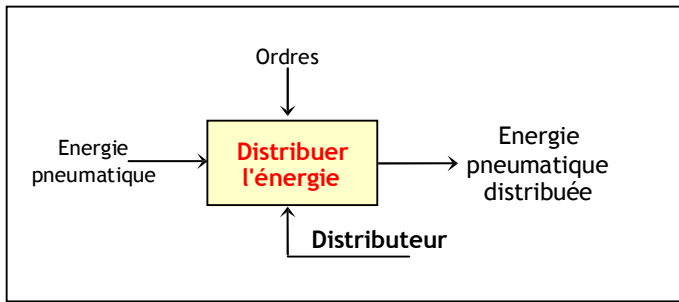 Ordres
Energie
pneumatique
Distribuer
l'énergie
Energie
pneumatique
distribuée
Distributeur